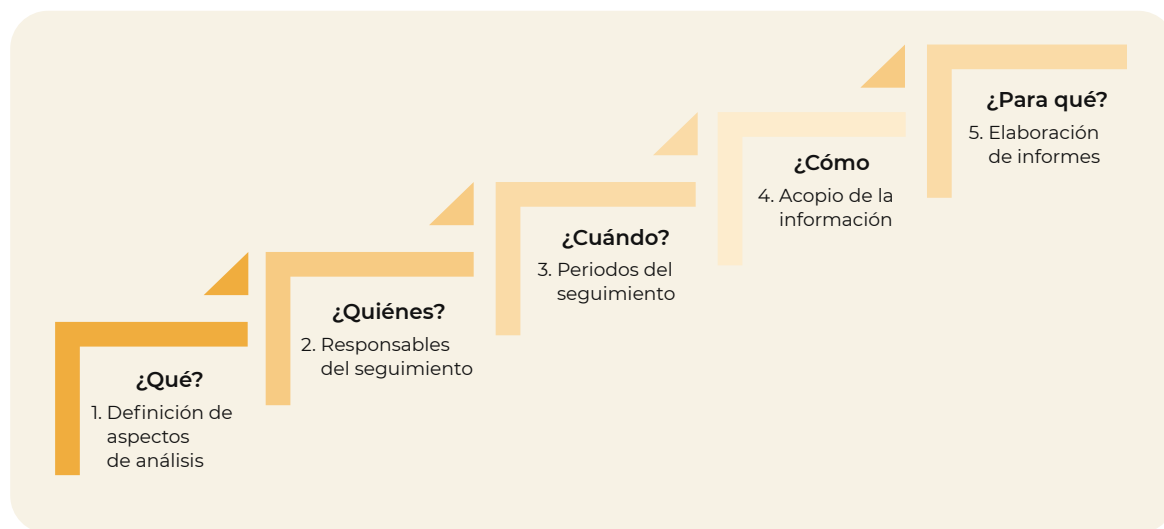 ¿Qué?
1. Definición de
aspectos
de análisis
¿Quiénes?
2. Responsables
del seguimiento
¿Cuándo?
3. Periodos del
seguimiento
¿Cómo
4. Acopio de la
información
¿Para qué?
5. Elaboración
de informes